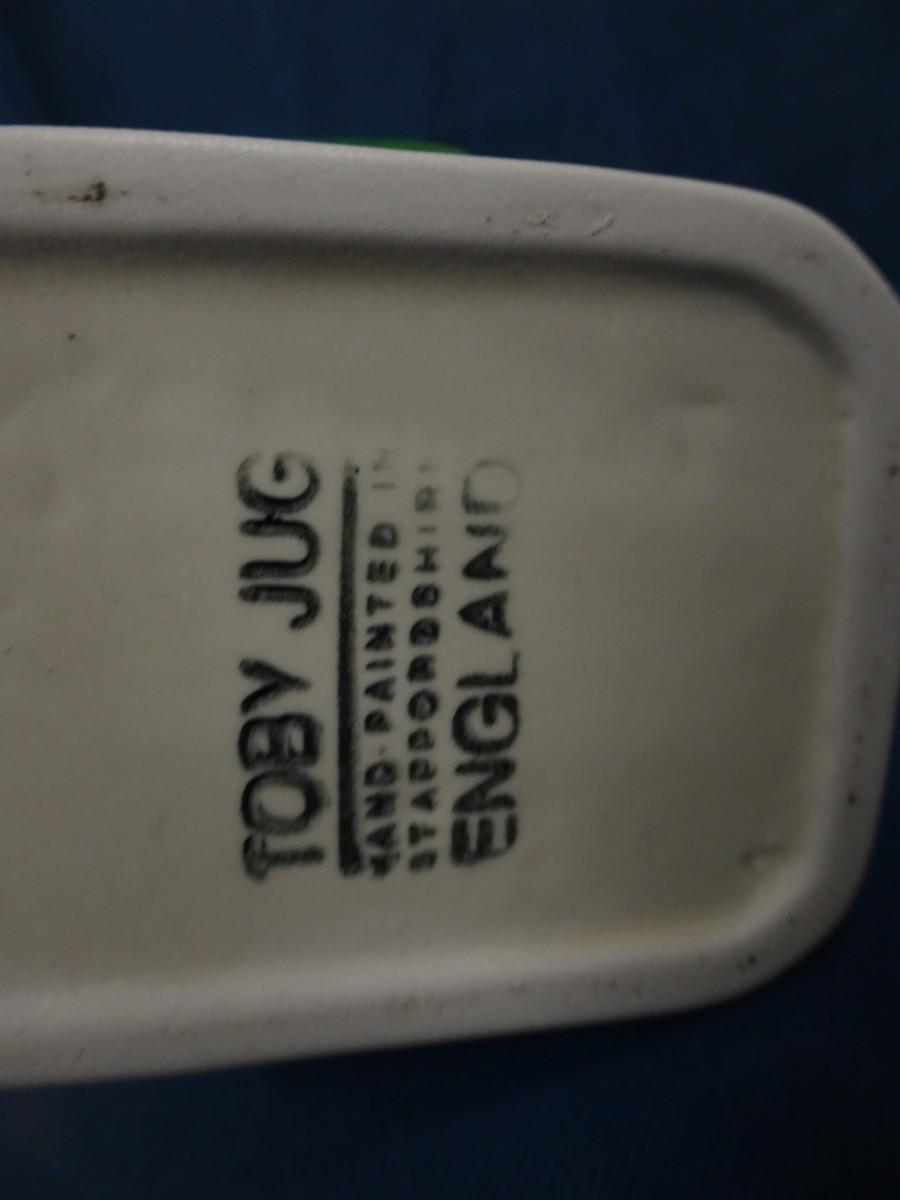 TOBY JUG
HAND-PAINTED IN
STAFFORDSHIRE
ENGLAND